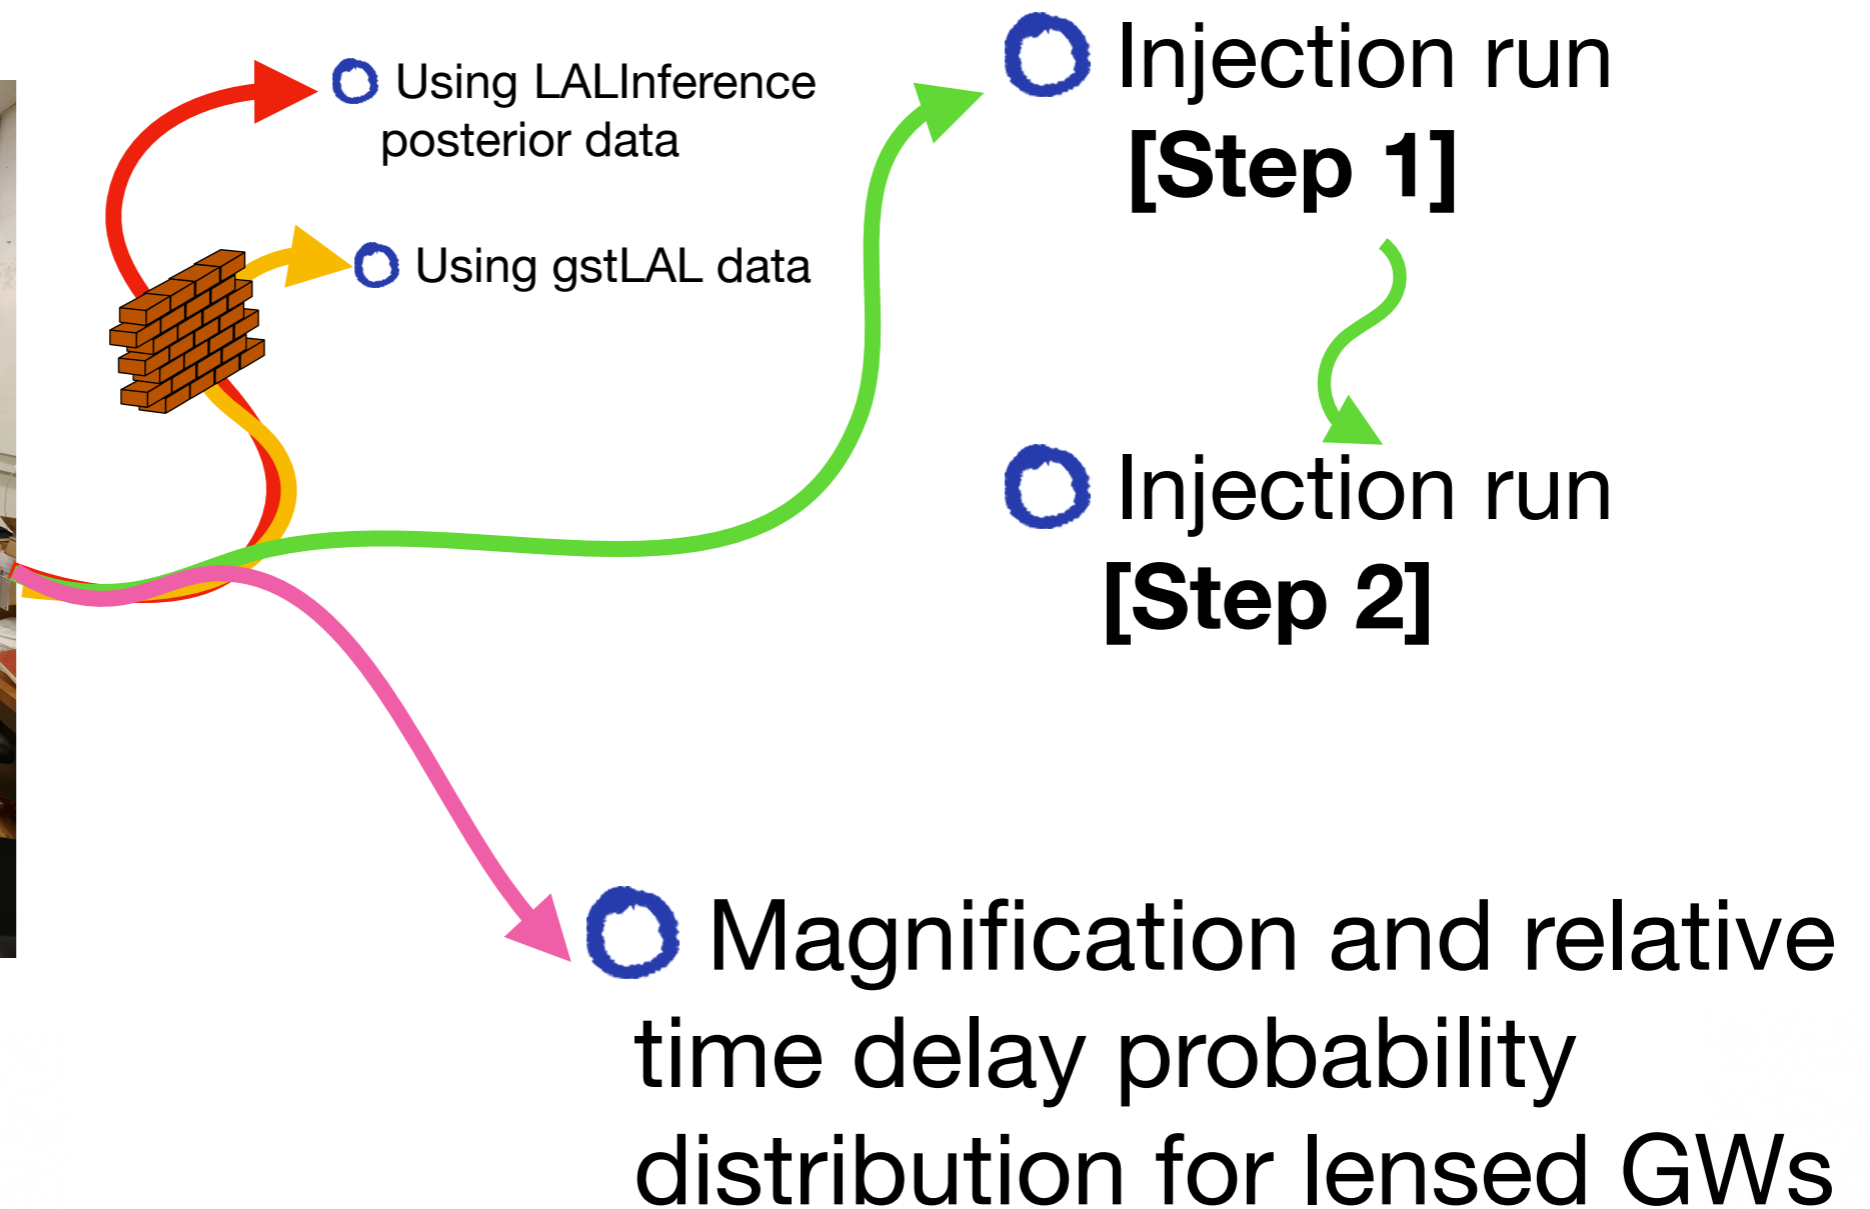 Using LALInference
posterior data
Using gstLAL data
Injection run
[Step 1]
Injection run
[Step 2]
Magnification and relative
time delay probability
distribution for lensed GWs